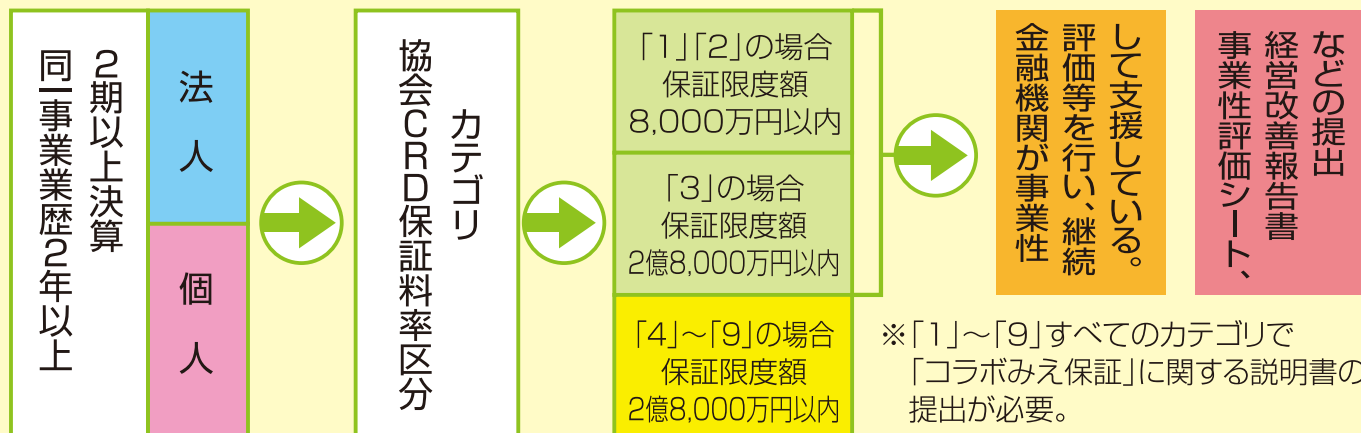 同一事業業歴2年以上
2期以上決算
法人
個人
協会CRD保証料率区分
カテゴリ
「1」「2」の場合
保証限度額
8,000万円以内
「3」の場合
保証限度額
2億8,000万円以内
「4」～「9」の場合
保証限度額
2億8,000万円以内
金融機関が事業性
評価等を行い、継続
して支援している。
事業性評価シート、
経営改善報告書
などの提出
※「1」～「9」すべてのカテゴリで
「コラボみえ保証」に関する説明書の
提出が必要。